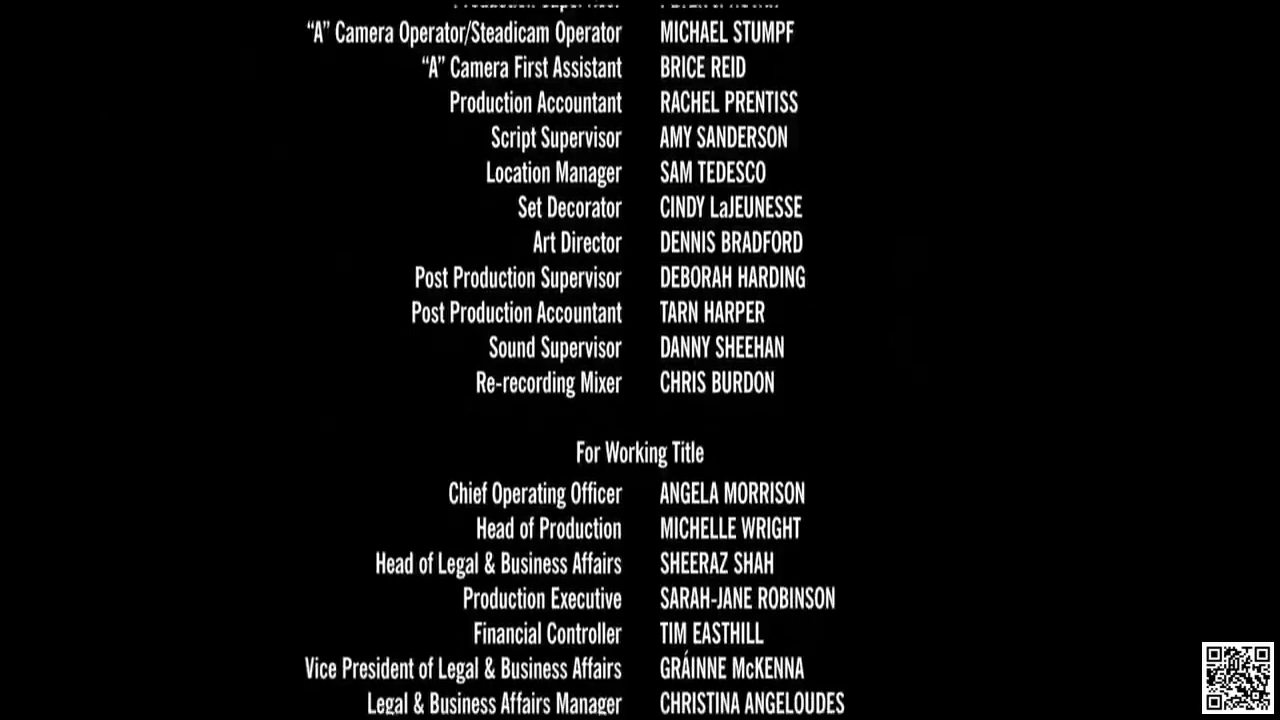 “A” Camera Operator/Steadicam Operator MICHAEL STUMPF
“A” Camera First Assistant BRICE REID
Production Accountant RACHEL PRENTISS
Script Supervisor AMY SANDERSON
Location Manager SAM TEDESCO
Set Decorator CINDY LaJEUNESSE
Art Director DENNIS BRADFORD
Post Production Supervisor DEBORAH HARDING
Post Production Accountant TARN HARPER
Sound Supervisor DANNY SHEEHAN
Re-recording Mixer CHRIS BURDON
For Working Title
Chief Operating Officer ANGELA MORRISON
Head of Production MICHELLE WRIGHT
Head of Legal & Business Affairs SHEERAZ SHAH
Production Executive SARAH-JANE ROBINSON
Financial Controller TIM EASTHILL
Vice President of Legal & Business Affairs GRÁINNE McKENNA
Legal & Business Affairs Manager CHRISTINA ANGELOUDES